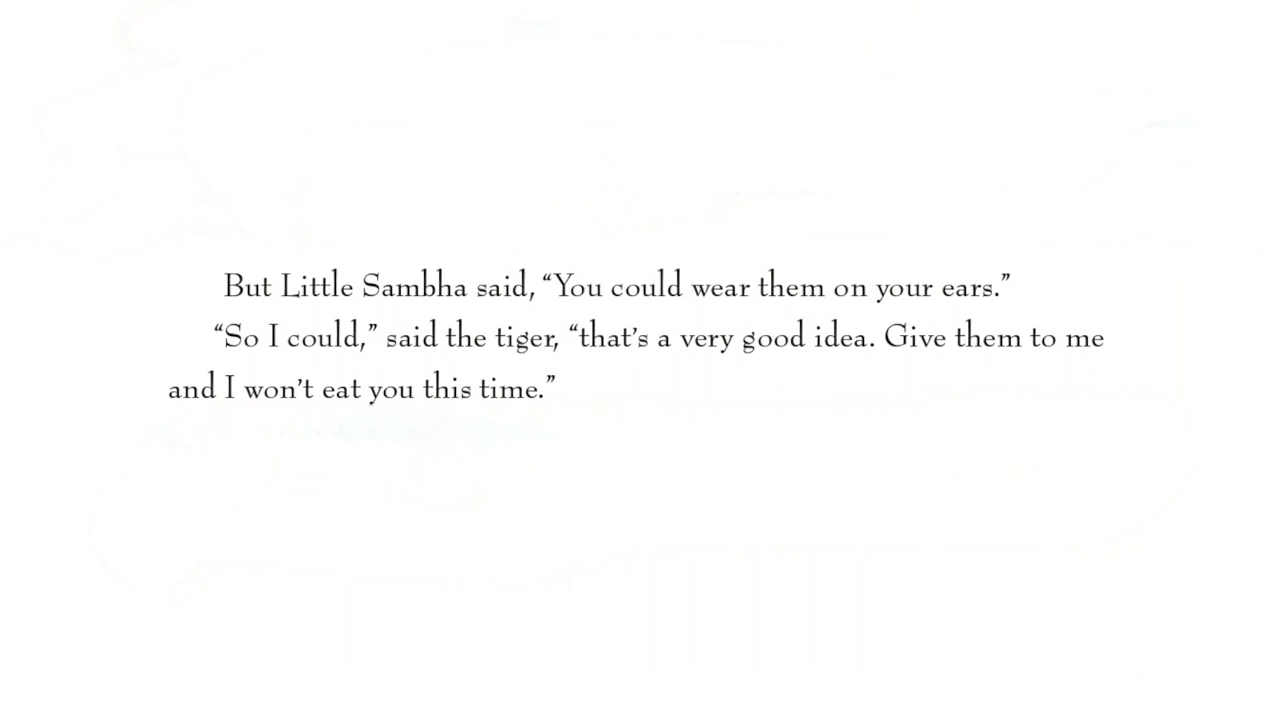 But Little Sambha said, “You could wear them on your ears.”
“So I could,” said the tiger, “that’s a very good idea. Give them to me
and I won’t eat you this time.”